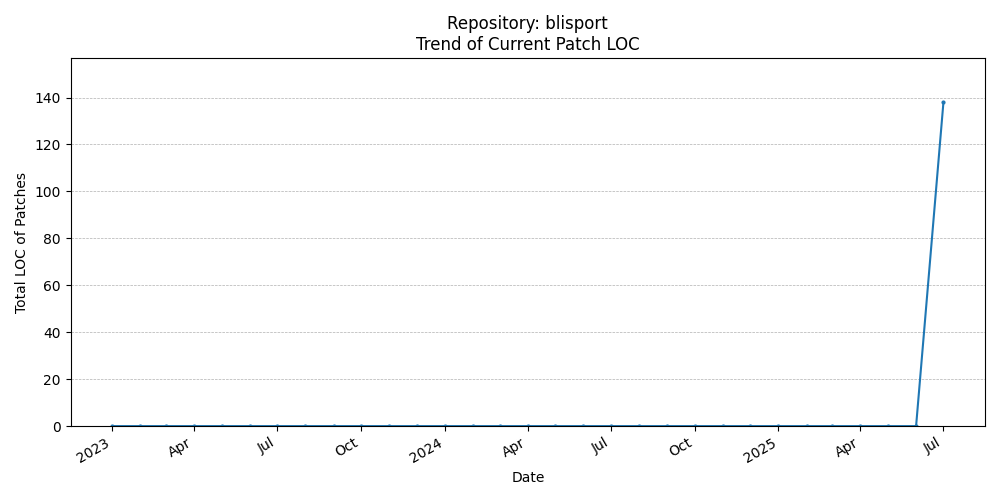 Repository: blisport
Trend of Current Patch LOC
Total LOC of Patches
140
120
100
80
60
40
20
0
2023
Apr
Jul
Oct
2024
Apr
Jul
Oct
2025
Apr
Jul
Date